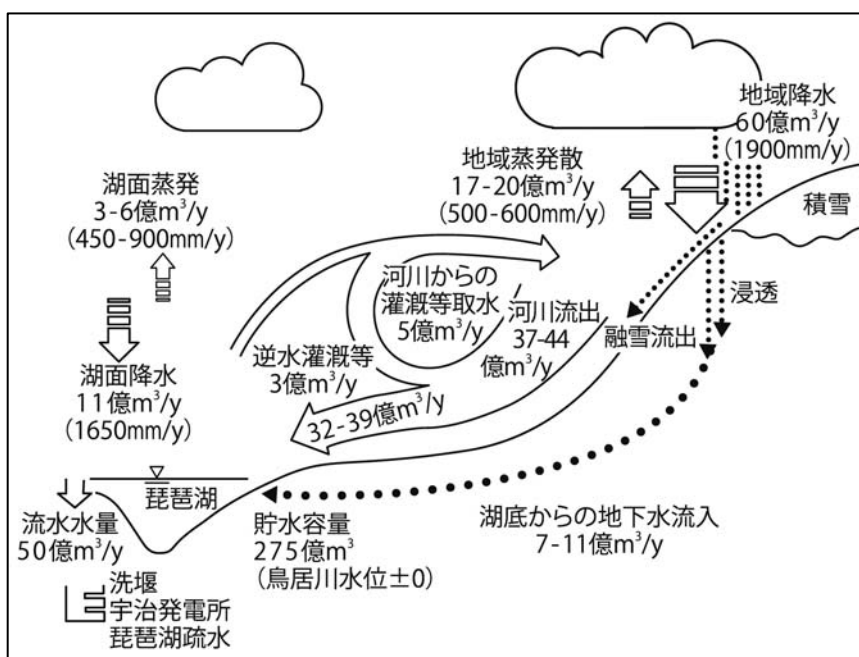 地域降水
60億m³/y
(1900mm/y)
地域蒸発散
17-20億m³/y
(500-600mm/y)
積雪
湖面蒸発
3-6億m³/y
(450-900mm/y)
河川からの
灌漑等取水
5億m³/y
浸透
河川流出
37-44
億m³/y
融雪流出
逆水灌漑等
3億m³/y
32-39億m³/y
湖面降水
11億m³/y
(1650mm/y)
琵琶湖
流水水量
50億m³/y
貯水容量
275億m³
(鳥居川水位±0)
湖底からの地下水流入
7-11億m³/y
洗堰
宇治発電所
琵琶湖疏水